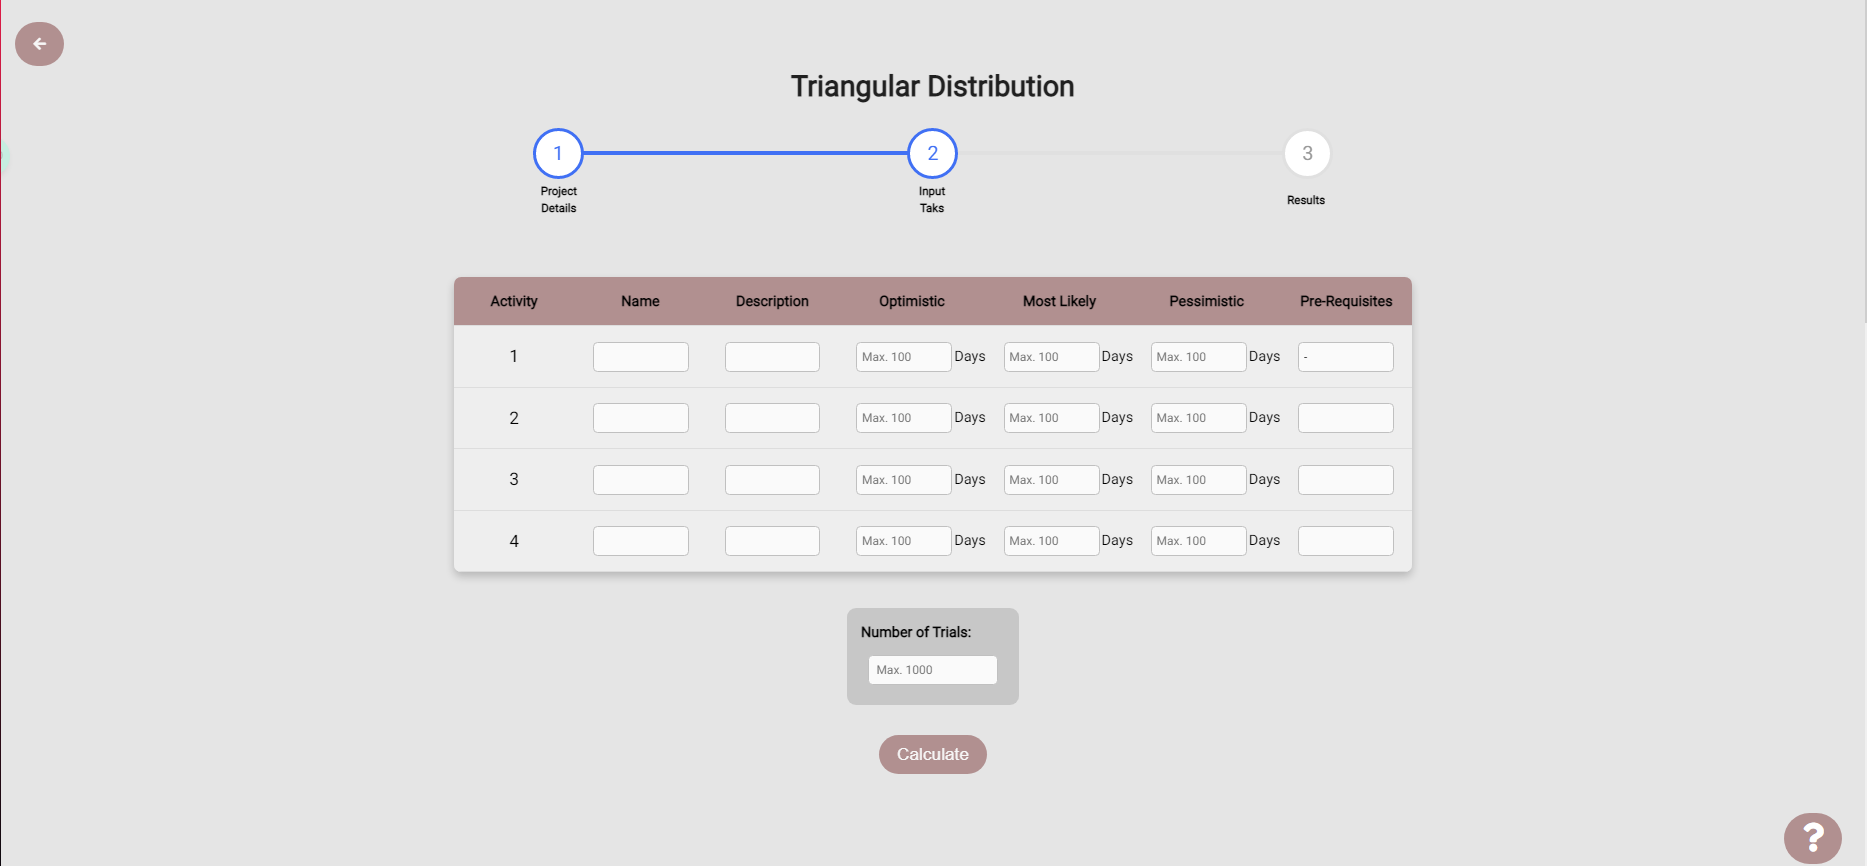 Triangular Distribution
1 2 3
Project
Details
Input
Taks
Results
Activity Name Description Optimistic Most Likely Pessimistic Pre-Requisites
1 Max. 100 Days Max. 100 Days Max. 100 Days -
2 Max. 100 Days Max. 100 Days Max. 100 Days
3 Max. 100 Days Max. 100 Days Max. 100 Days
4 Max. 100 Days Max. 100 Days Max. 100 Days
Number of Trials:
Max. 1000
Calculate
?